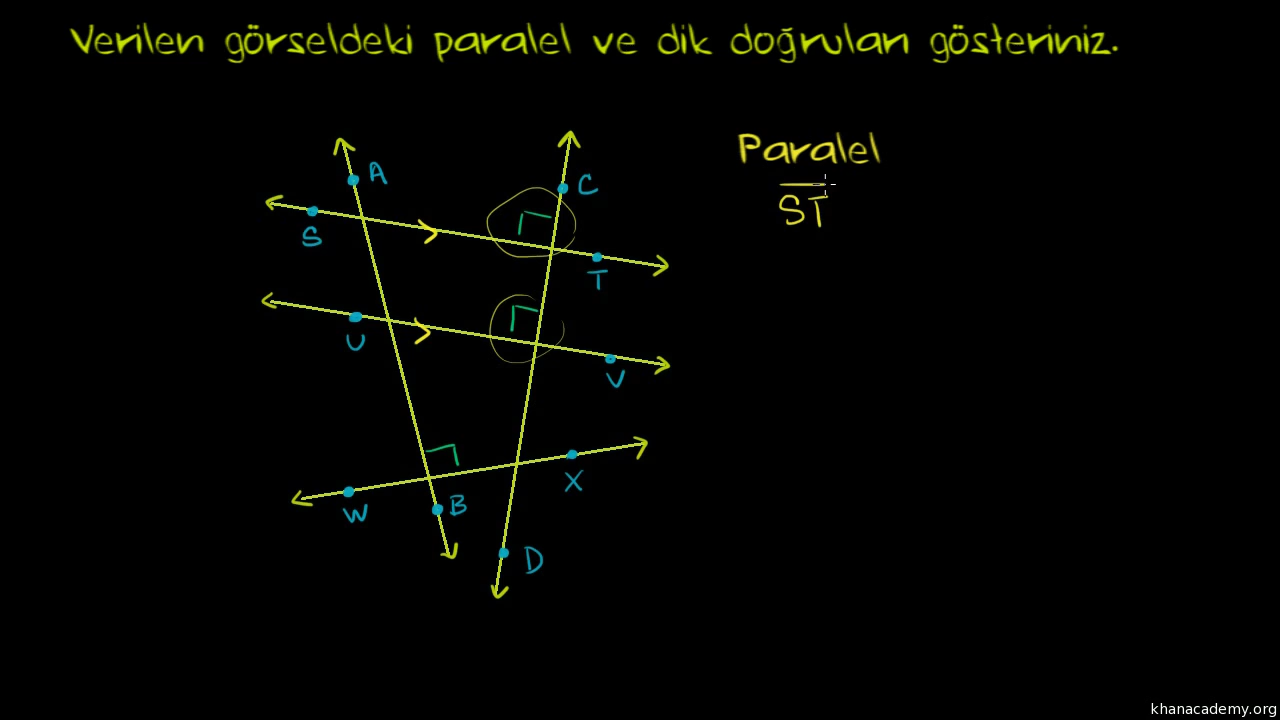 Verilen görseldeki paralel ve dik doğruları gösteriniz.
Paralel
ST
A
C
S
T
U
V
X
W
B
D
khanacademy.org